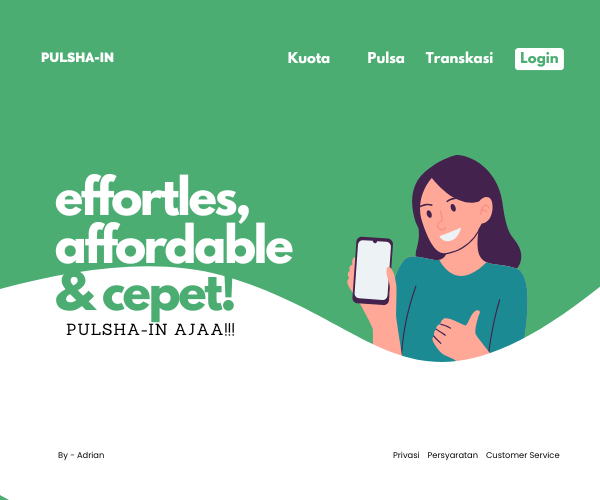 PULSHA-IN Kuota Pulsa Transkasi Login
effortles,
affordable
& cepet!
PULSHA-IN AJAA!!!
By - Adrian Privasi Persyaratan Customer Service